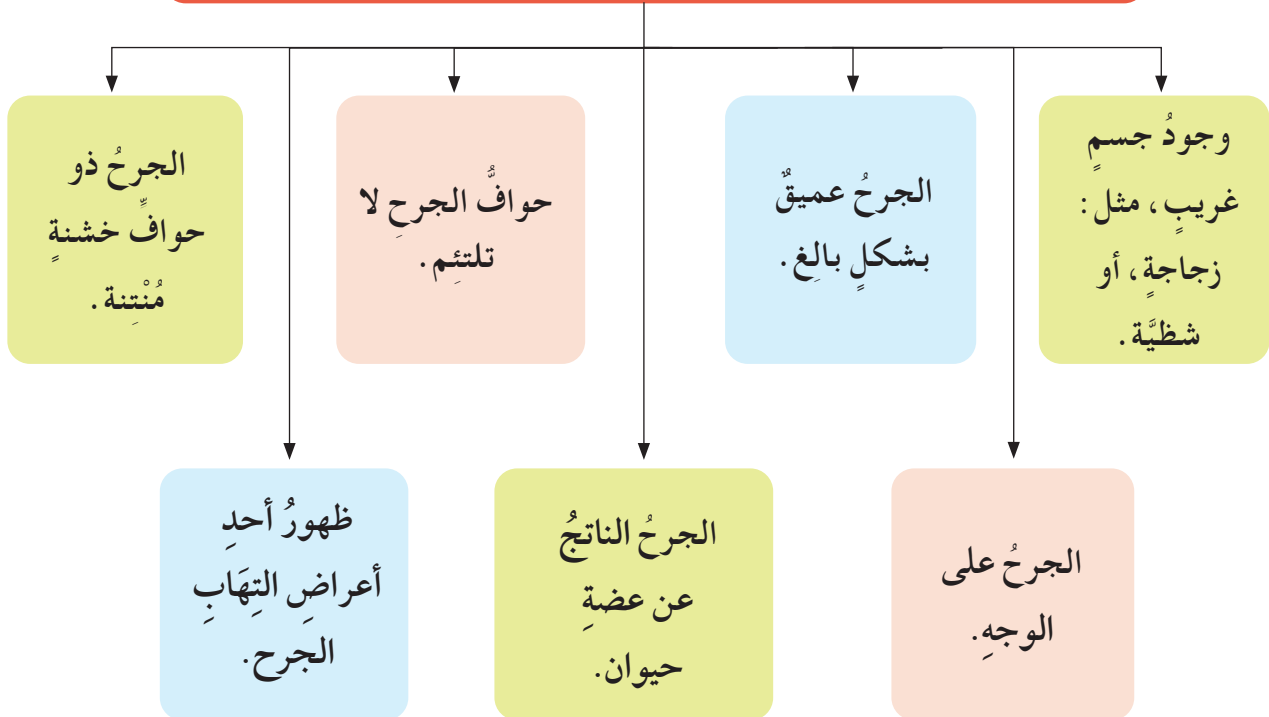 وجودُ جسمٍ
غريبٍ، مثل:
زجاجةٍ، أو
شظيَّة.
الجرحُ عميقٌ
بشكلٍ بالِغ.
حوافُّ الجرحِ لا
تلتئِم.
الجرحُ ذو
حوافٍّ خشنةٍ
مُنْتِنة.
الجرحُ على
الوجهِ.
الجرحُ الناتجُ
عن عضةِ
حيوان.
ظهورُ أحدِ
أعراضِ التِهَابِ
الجرح.